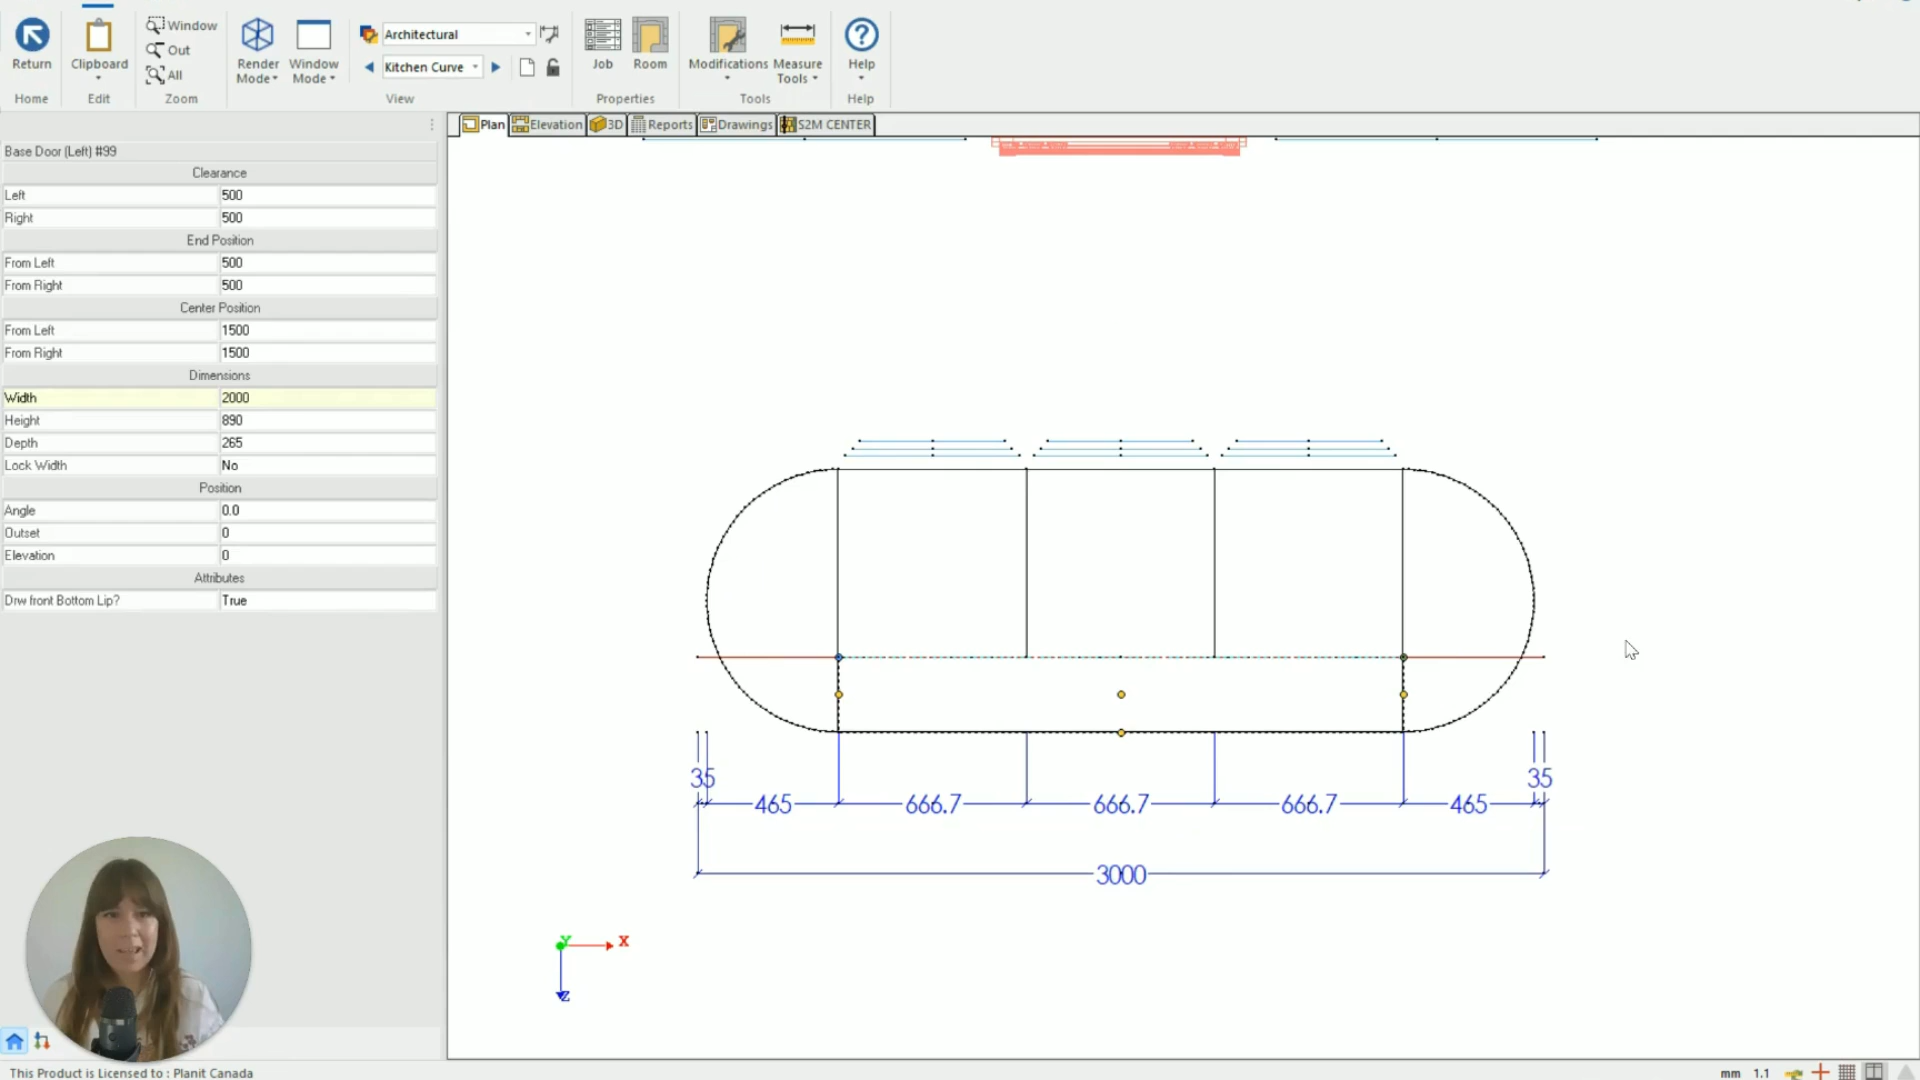 Return
Clipboard
Window
Out
All
Render
Mode
Window
Mode
Architectural
Kitchen Curve
Job
Room
Modifications
Measure
Tools
Help
Home
Edit
Zoom
View
Properties
Tools
Help
Plan
Elevation
3D
Reports
Drawings
S2M CENTER
Base Door (Left) #99
Clearance
Left 500
Right 500
End Position
From Left 500
From Right 500
Center Position
From Left 1500
From Right 1500
Dimensions
Width 2000
Height 890
Depth 265
Lock Width No
Position
Angle 0.0
Outset 0
Elevation 0
Attributes
Drw front Bottom Lip? True
35
35
465
666.7
666.7
666.7
465
3000
Y
X
Z
This Product is Licensed to : Planit Canada
mm
1.1